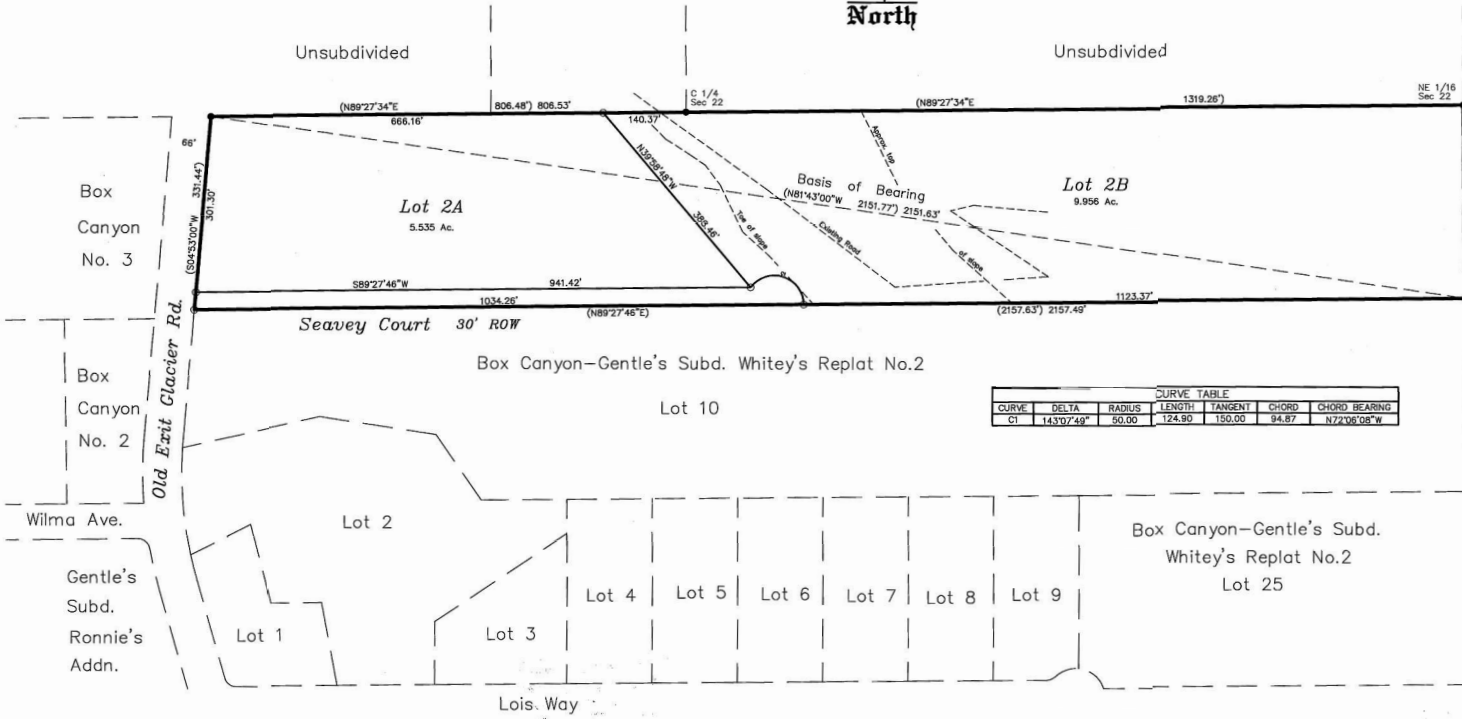 North
Unsubdivided
Unsubdivided
(N89°27'34"E
806.48') 806.53'
C 1/4
Sec 22
(N89°27'34"E
1319.26')
NE 1/16
Sec 22
666.16'
140.37'
66'
(S04°53'00"W 331.44')
301.30'
Box
Canyon
No. 3
Lot 2A
5.535 Ac.
N39°58'48"W
388.46'
Toe of slope
Existing Road
Approx. top
of slope
Basis of Bearing
(N81°43'00"W 2151.77') 2151.63'
Lot 2B
9.956 Ac.
S89°27'46"W
941.42'
1034.26'
(N89°27'46"E)
1123.37'
(2157.63') 2157.49'
Seavey Court 30' ROW
Old Exit Glacier Rd.
Box Canyon-Gentle's Subd. Whitey's Replat No.2
Lot 10
Box
Canyon
No. 2
CURVE TABLE
CURVE DELTA RADIUS LENGTH TANGENT CHORD CHORD BEARING
C1 143°07'49" 50.00 124.90 150.00 94.87 N72°06'08"W
Wilma Ave.
Lot 2
Gentle's
Subd.
Ronnie's
Addn.
Lot 1
Lot 3
Lot 4
Lot 5
Lot 6
Lot 7
Lot 8
Lot 9
Box Canyon-Gentle's Subd.
Whitey's Replat No.2
Lot 25
Lois Way